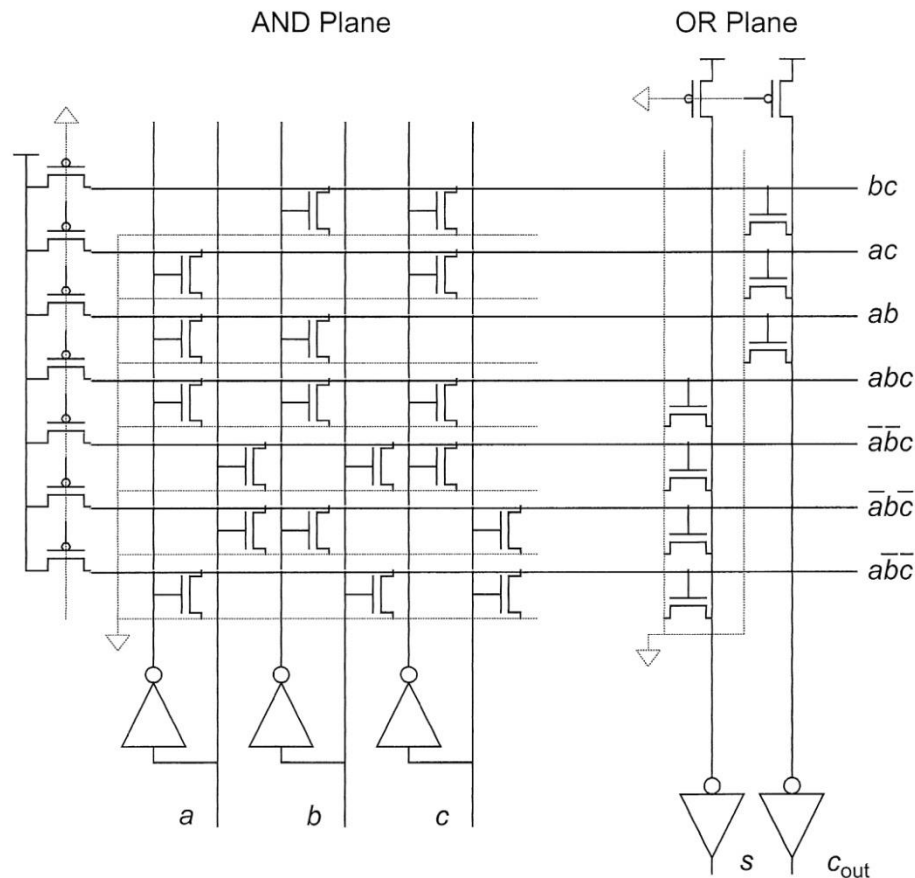 AND Plane
OR Plane
bc
ac
ab
abc
a̅b̅c
a̅bc̅
ab̅c̅
a
b
c
s
c_out